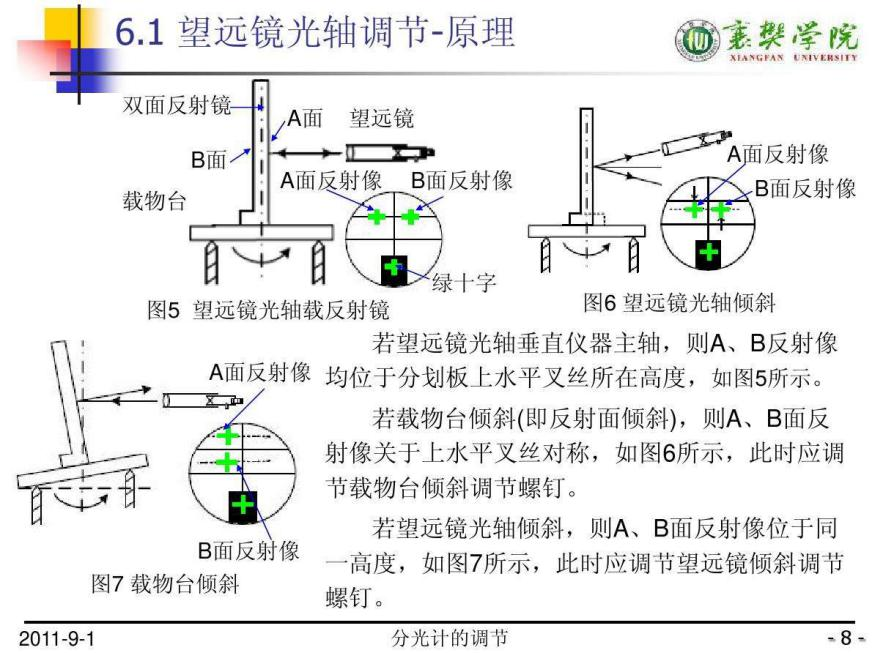 6.1 望远镜光轴调节-原理
襄樊学院
XIANGFAN UNIVERSITY
双面反射镜
A面
望远镜
B面
A面反射像
B面反射像
载物台
绿十字
图5 望远镜光轴载反射镜
A面反射像
B面反射像
图6 望远镜光轴倾斜
A面反射像
B面反射像
图7 载物台倾斜
若望远镜光轴垂直仪器主轴，则A、B反射像
均位于分划板上水平叉丝所在高度，如图5所示。
若载物台倾斜(即反射面倾斜)，则A、B面反
射像关于上水平叉丝对称，如图6所示，此时应调
节载物台倾斜调节螺钉。
若望远镜光轴倾斜，则A、B面反射像位于同
一高度，如图7所示，此时应调节望远镜倾斜调节
螺钉。
2011-9-1
分光计的调节
- 8 -